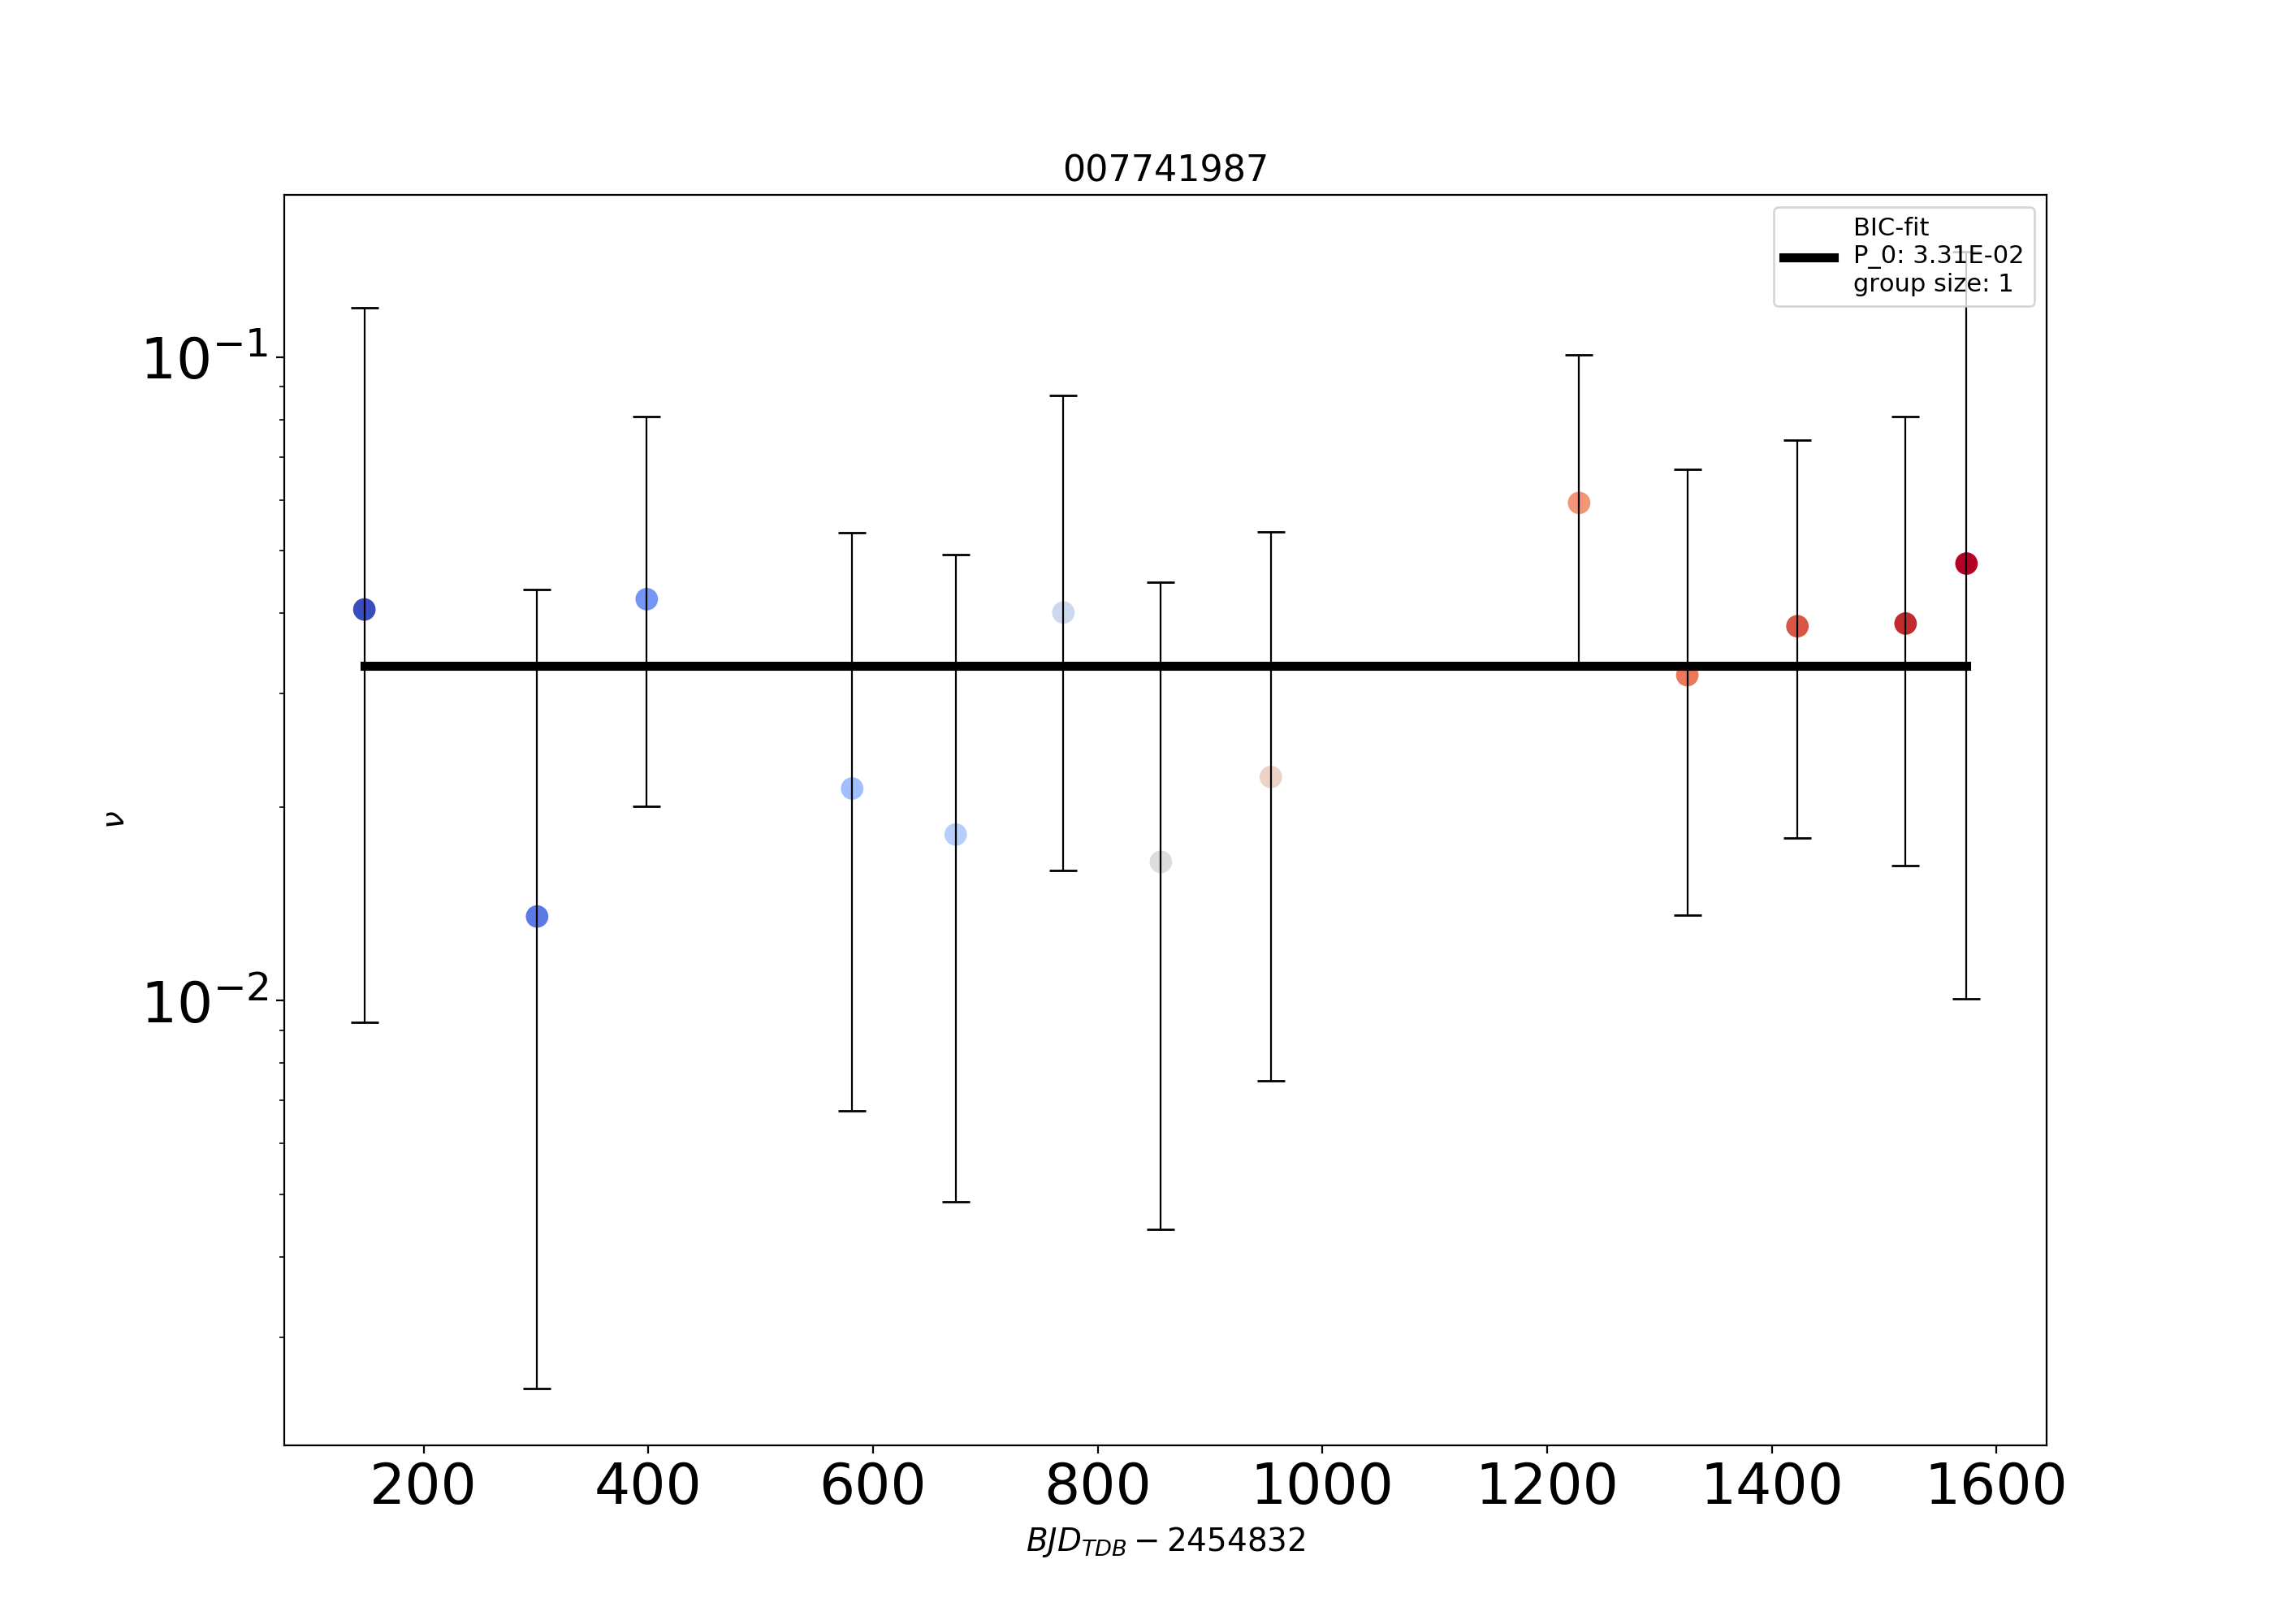 007741987
BIC-fit
P_0: 3.31E-02
group size: 1
10⁻¹
10⁻²
ν
200 400 600 800 1000 1200 1400 1600
BJD_TDB − 2454832